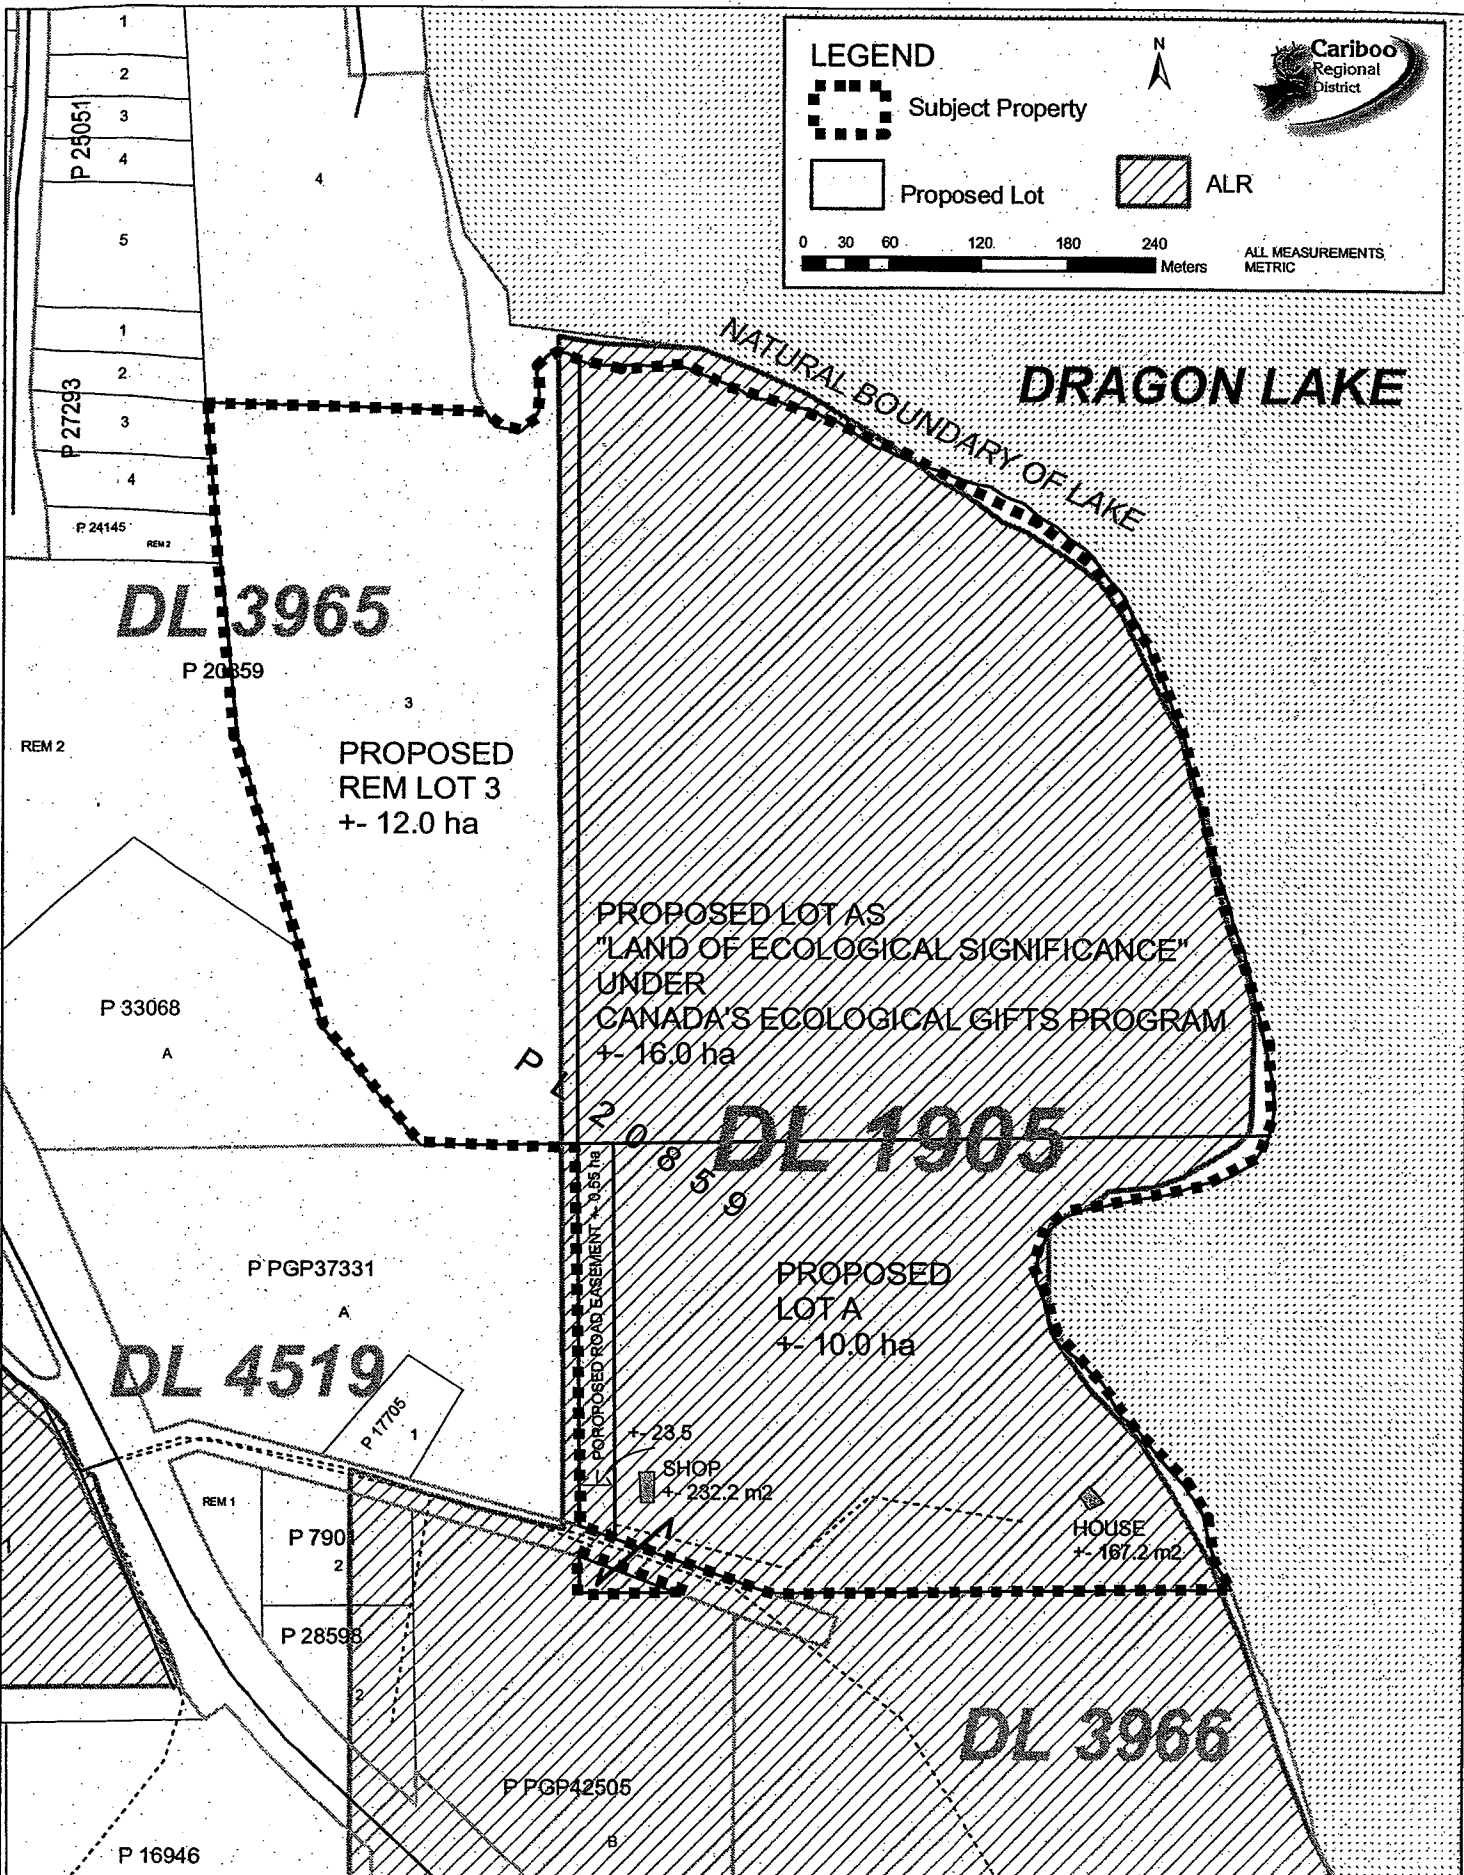 LEGEND
Subject Property
Proposed Lot
ALR
N
Cariboo
Regional
District
0 30 60 120 180 240
Meters
ALL MEASUREMENTS
METRIC
1
2
3
4
5
P 25051
4
1
2
3
4
P 27293
P 24145
REM 2
NATURAL BOUNDARY OF LAKE
DRAGON LAKE
DL 3965
P 20859
3
REM 2
PROPOSED
REM LOT 3
+- 12.0 ha
PROPOSED LOT AS
"LAND OF ECOLOGICAL SIGNIFICANCE"
UNDER
CANADA'S ECOLOGICAL GIFTS PROGRAM
+- 16.0 ha
P 33068
A
PL 20859
DL 1905
POROPOSED ROAD EASEMENT +- 0.55 ha
P PGP37331
A
PROPOSED
LOT A
+- 10.0 ha
DL 4519
P 17705
1
+- 23.5
SHOP
+- 232.2 m2
HOUSE
+- 167.2 m2
REM 1
P 7901
2
1
A
P 28598
2
DL 3966
P PGP42505
B
P 16946